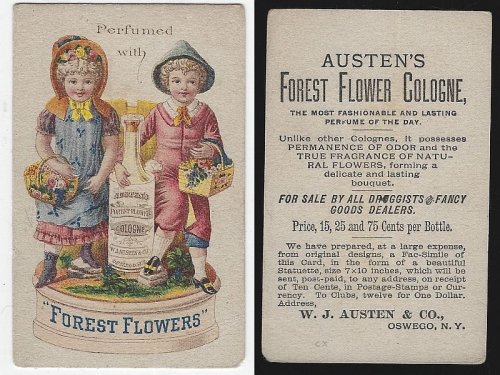 Perfumed
with
AUSTEN'S
FOREST FLOWER
COLOGNE
W.J. AUSTEN & CO.
"FOREST FLOWERS"
AUSTEN'S
FOREST FLOWER COLOGNE,
THE MOST FASHIONABLE AND LASTING
PERFUME OF THE DAY.
Unlike other Colognes, it possesses
PERMANENCE OF ODOR and the
TRUE FRAGRANCE OF NATU-
RAL FLOWERS, forming a
delicate and lasting
bouquet.
FOR SALE BY ALL DRUGGISTS & FANCY
GOODS DEALERS.
Price, 15, 25 and 75 Cents per Bottle.
We have prepared, at a large expense,
from original designs, a Fac-Simile of
this Card, in the form of a beautiful
Statuette, size 7×10 inches, which will be
sent, post-paid, to any address, on receipt
of Ten Cents, in Postage-Stamps or Cur-
rency. To Clubs, twelve for One Dollar.
Address,
W. J. AUSTEN & CO.,
OSWEGO, N. Y.